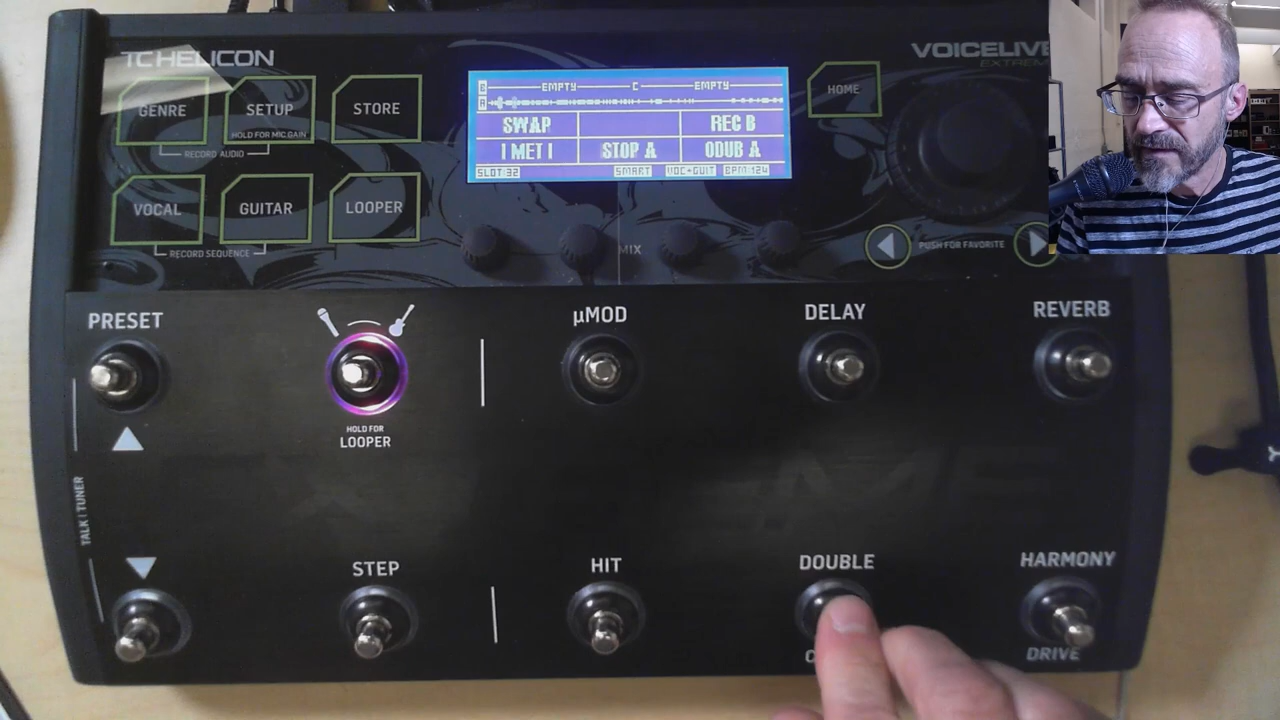 TC HELICON
VOICELIVE
EXTREM
GENRE
SETUP
HOLD FOR MIC GAIN
STORE
RECORD AUDIO
VOCAL
GUITAR
LOOPER
RECORD SEQUENCE
B EMPTY C EMPTY
A
SWAP REC B
| MET | STOP A ODUB A
SLOT:32 SMART VOC+GUIT BPM:124
HOME
MIX
PUSH FOR FAVORITE
PRESET
µMOD
DELAY
REVERB
HOLD FOR
LOOPER
TALK | TUNER
STEP
HIT
DOUBLE
HARMONY
DRIVE